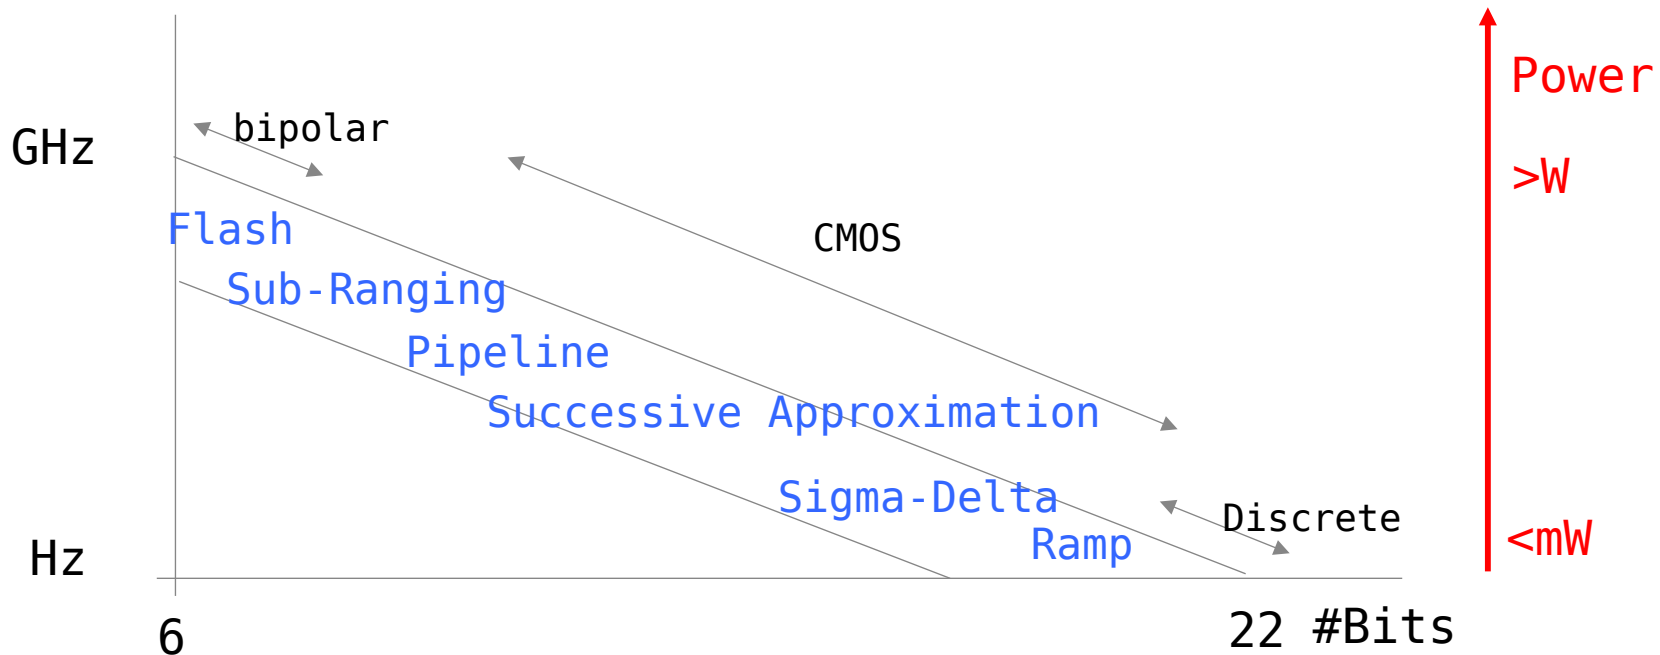 Power
bipolar
GHz
>W
Flash
CMOS
Sub-Ranging
Pipeline
Successive Approximation
Sigma-Delta
Discrete
Ramp
<mW
Hz
6
22 #Bits